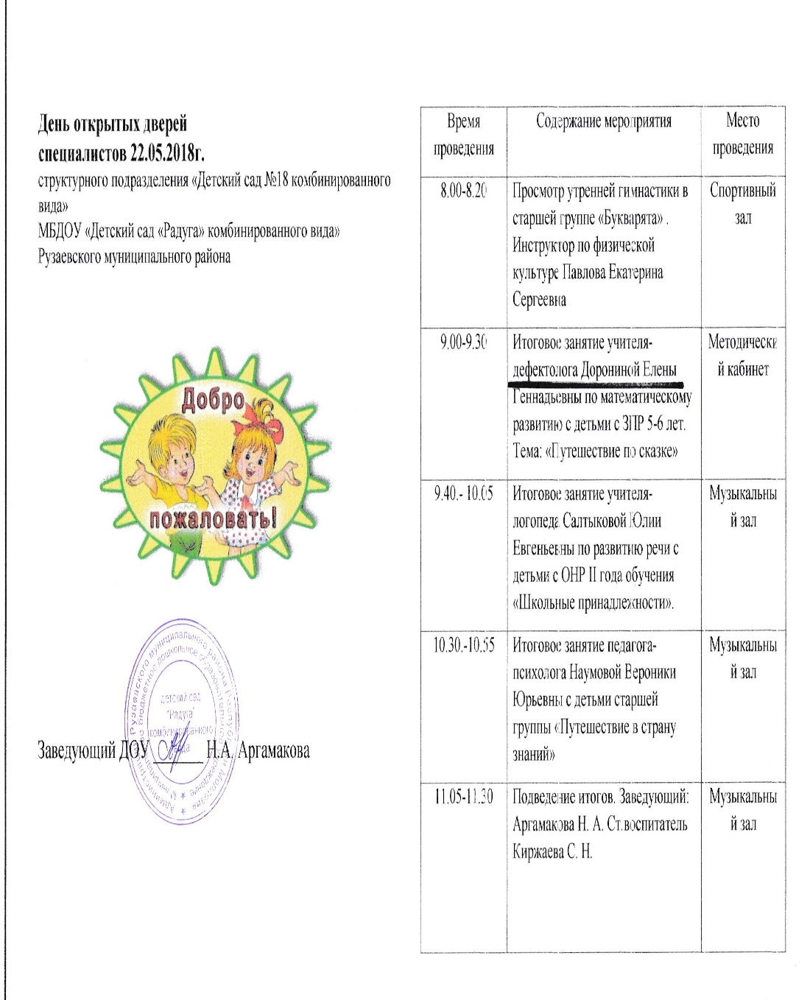 День открытых дверей
специалистов 22.05.2018г.
структурного подразделения «Детский сад №18 комбинированного
вида»
МБДОУ «Детский сад «Радуга» комбинированного вида»
Рузаевского муниципального района
Добро
пожаловать!
детский сад
"Радуга"
комбинированного
вида
Заведующий ДОУ ______ Н.А. Аргамакова
Время
проведения
Содержание мероприятия
Место
проведения
8.00-8.20
Просмотр утренней гимнастики в
старшей группе «Букварята» .
Инструктор по физической
культуре Павлова Екатерина
Сергеевна
Спортивный
зал
9.00-9.30
Итоговое занятие учителя-
дефектолога Дорониной Елены
Геннадьевны по математическому
развитию с детьми с ЗПР 5-6 лет.
Тема: «Путешествие по сказке»
Методически
й кабинет
9.40.- 10.05
Итоговое занятие учителя-
логопеда Салтыковой Юлии
Евгеньевны по развитию речи с
детьми с ОНР II года обучения
«Школьные принадлежности».
Музыкальны
й зал
10.30.-10.55
Итоговое занятие педагога-
психолога Наумовой Вероники
Юрьевны с детьми старшей
группы «Путешествие в страну
знаний»
Музыкальны
й зал
11.05-11.30
Подведение итогов. Заведующий:
Аргамакова Н. А. Ст.воспитатель
Киржаева С. Н.
Музыкальны
й зал